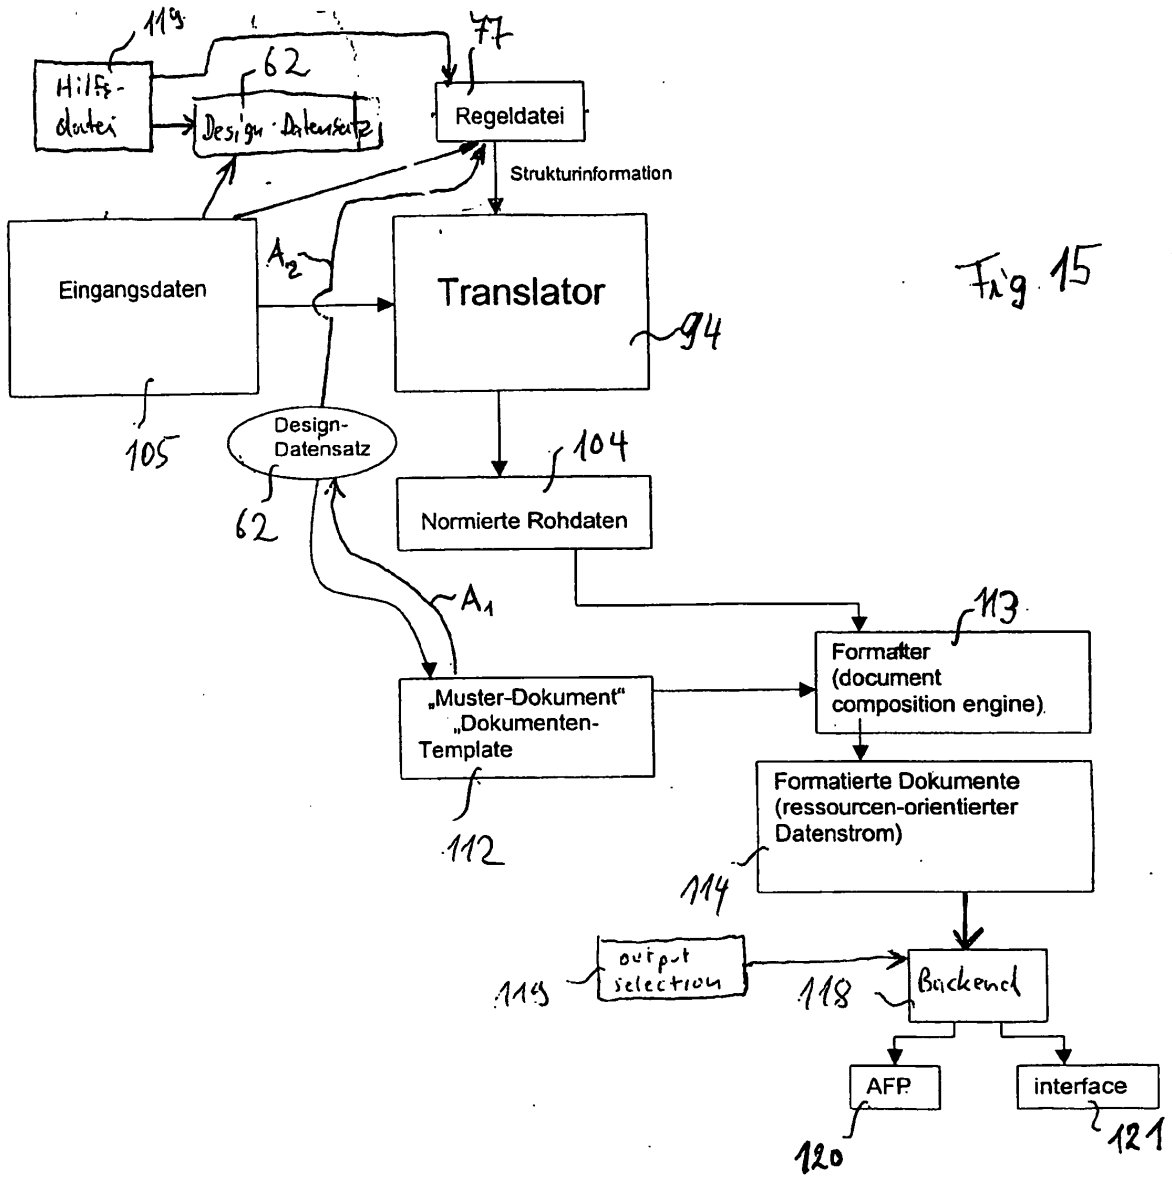 119
77
62
Hilfs-
datei
Design-Datensatz
Regeldatei
Strukturinformation
A2
Eingangsdaten
Translator
Fig. 15
94
105
Design-
Datensatz
62
104
Normierte Rohdaten
A1
113
Formatter
(document
composition engine)
„Muster-Dokument“
„Dokumenten-
Template
112
Formatierte Dokumente
(ressourcen-orientierter
Datenstrom)
114
output
selection
119
118
Backend
AFP
interface
120
121